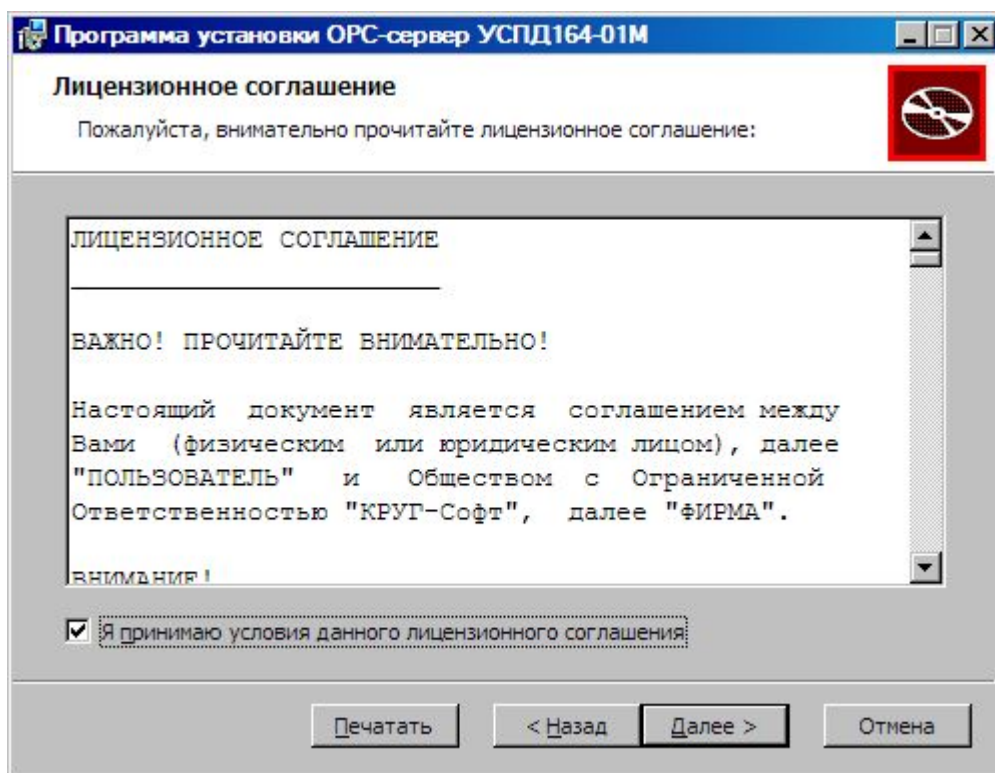 Программа установки ОРС-сервер УСПД164-01М
Лицензионное соглашение
Пожалуйста, внимательно прочитайте лицензионное соглашение:
ЛИЦЕНЗИОННОЕ СОГЛАШЕНИЕ
ВАЖНО! ПРОЧИТАЙТЕ ВНИМАТЕЛЬНО!
Настоящий документ является соглашением между
Вами (физическим или юридическим лицом), далее
"ПОЛЬЗОВАТЕЛЬ" и Обществом с Ограниченной
Ответственностью "КРУГ-Софт", далее "ФИРМА".
ВНИМАНИЕ!
Я принимаю условия данного лицензионного соглашения
Печатать
< Назад
Далее >
Отмена